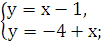 y = x − 1,
y = −4 + x;